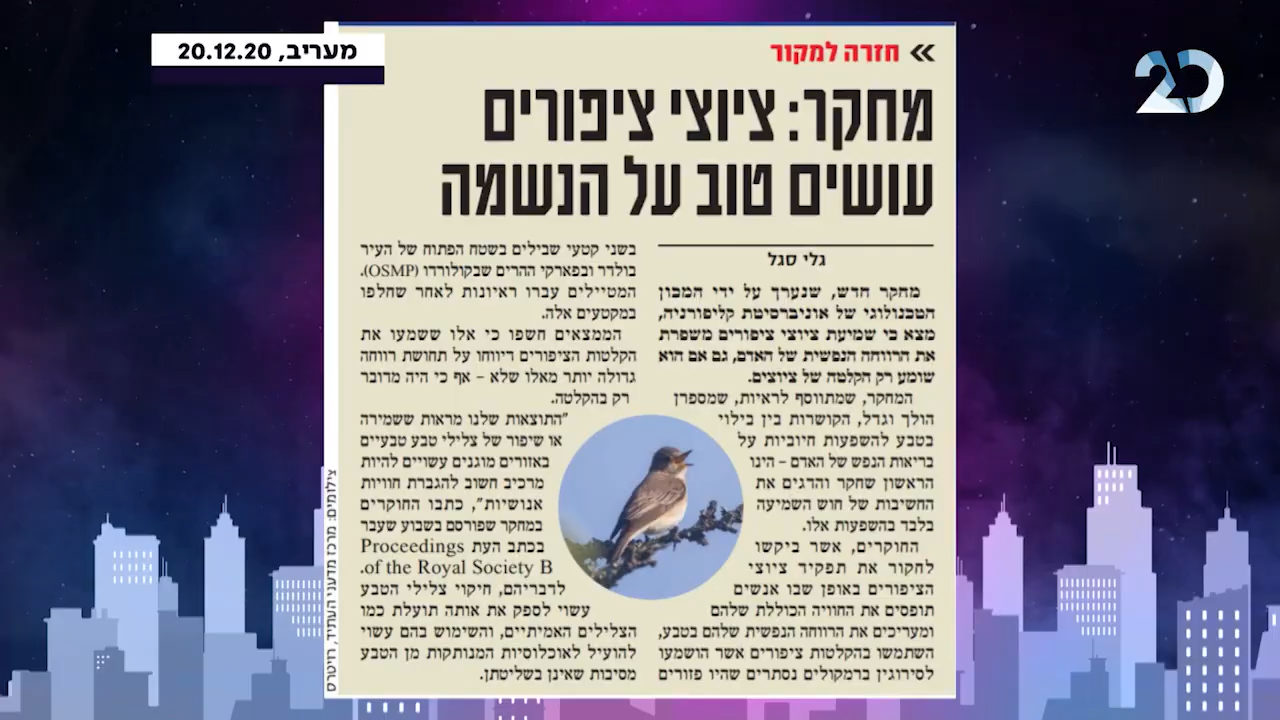 מעריב, 20.12.20
20
« חזרה למקור
מחקר: ציוצי ציפורים
עושים טוב על הנשמה
גלי סגל
מחקר חדש, שנערך על ידי המכון
הטכנולוגי של אוניברסיטת קליפורניה,
מצא כי שמיעת ציוצי ציפורים משפרת
את הרווחה הנפשית של האדם, גם אם הוא
שומע רק הקלטה של ציוצים.
המחקר, שמתווסף לראיות, שמספרן
הולך וגדל, הקושרות בין בילוי
בטבע להשפעות חיוביות על
בריאות הנפש של האדם – הינו
הראשון שחקר והדגים את
החשיבות של חוש השמיעה
בלבד בהשפעות אלו.
החוקרים, אשר ביקשו
לחקור את תפקיד ציוצי
הציפורים באופן שבו אנשים
תופסים את החוויה הכוללת שלהם
ומעריכים את הרווחה הנפשית שלהם בטבע,
השתמשו בהקלטות ציפורים אשר הושמעו
לסירוגין ברמקולים נסתרים שהיו פזורים
בשני קטעי שבילים בשטח הפתוח של העיר
בולדר ובפארקי ההרים שבקולורדו (OSMP).
המטיילים עברו ראיונות לאחר שחלפו
במקטעים אלה.
הממצאים חשפו כי אלו ששמעו את
הקלטות הציפורים דיווחו על תחושת רווחה
גדולה יותר מאלו שלא – אף כי היה מדובר
רק בהקלטה.
"התוצאות שלנו מראות ששמירה
או שיפור של צלילי טבע טבעיים
באזורים מוגנים עשויים להיות
מרכיב חשוב להגברת חוויות
אנושיות", כתבו החוקרים
במחקר שפורסם בשבוע שעבר
בכתב העת Proceedings
of the Royal Society B.
לדבריהם, חיקוי צלילי הטבע
עשוי לספק את אותה תועלת כמו
הצלילים האמיתיים, והשימוש בהם עשוי
להועיל לאוכלוסיות המנותקות מן הטבע
מסיבות שאינן בשליטתן.
צילומים: מרכז מדעני העתיד, רויטרס